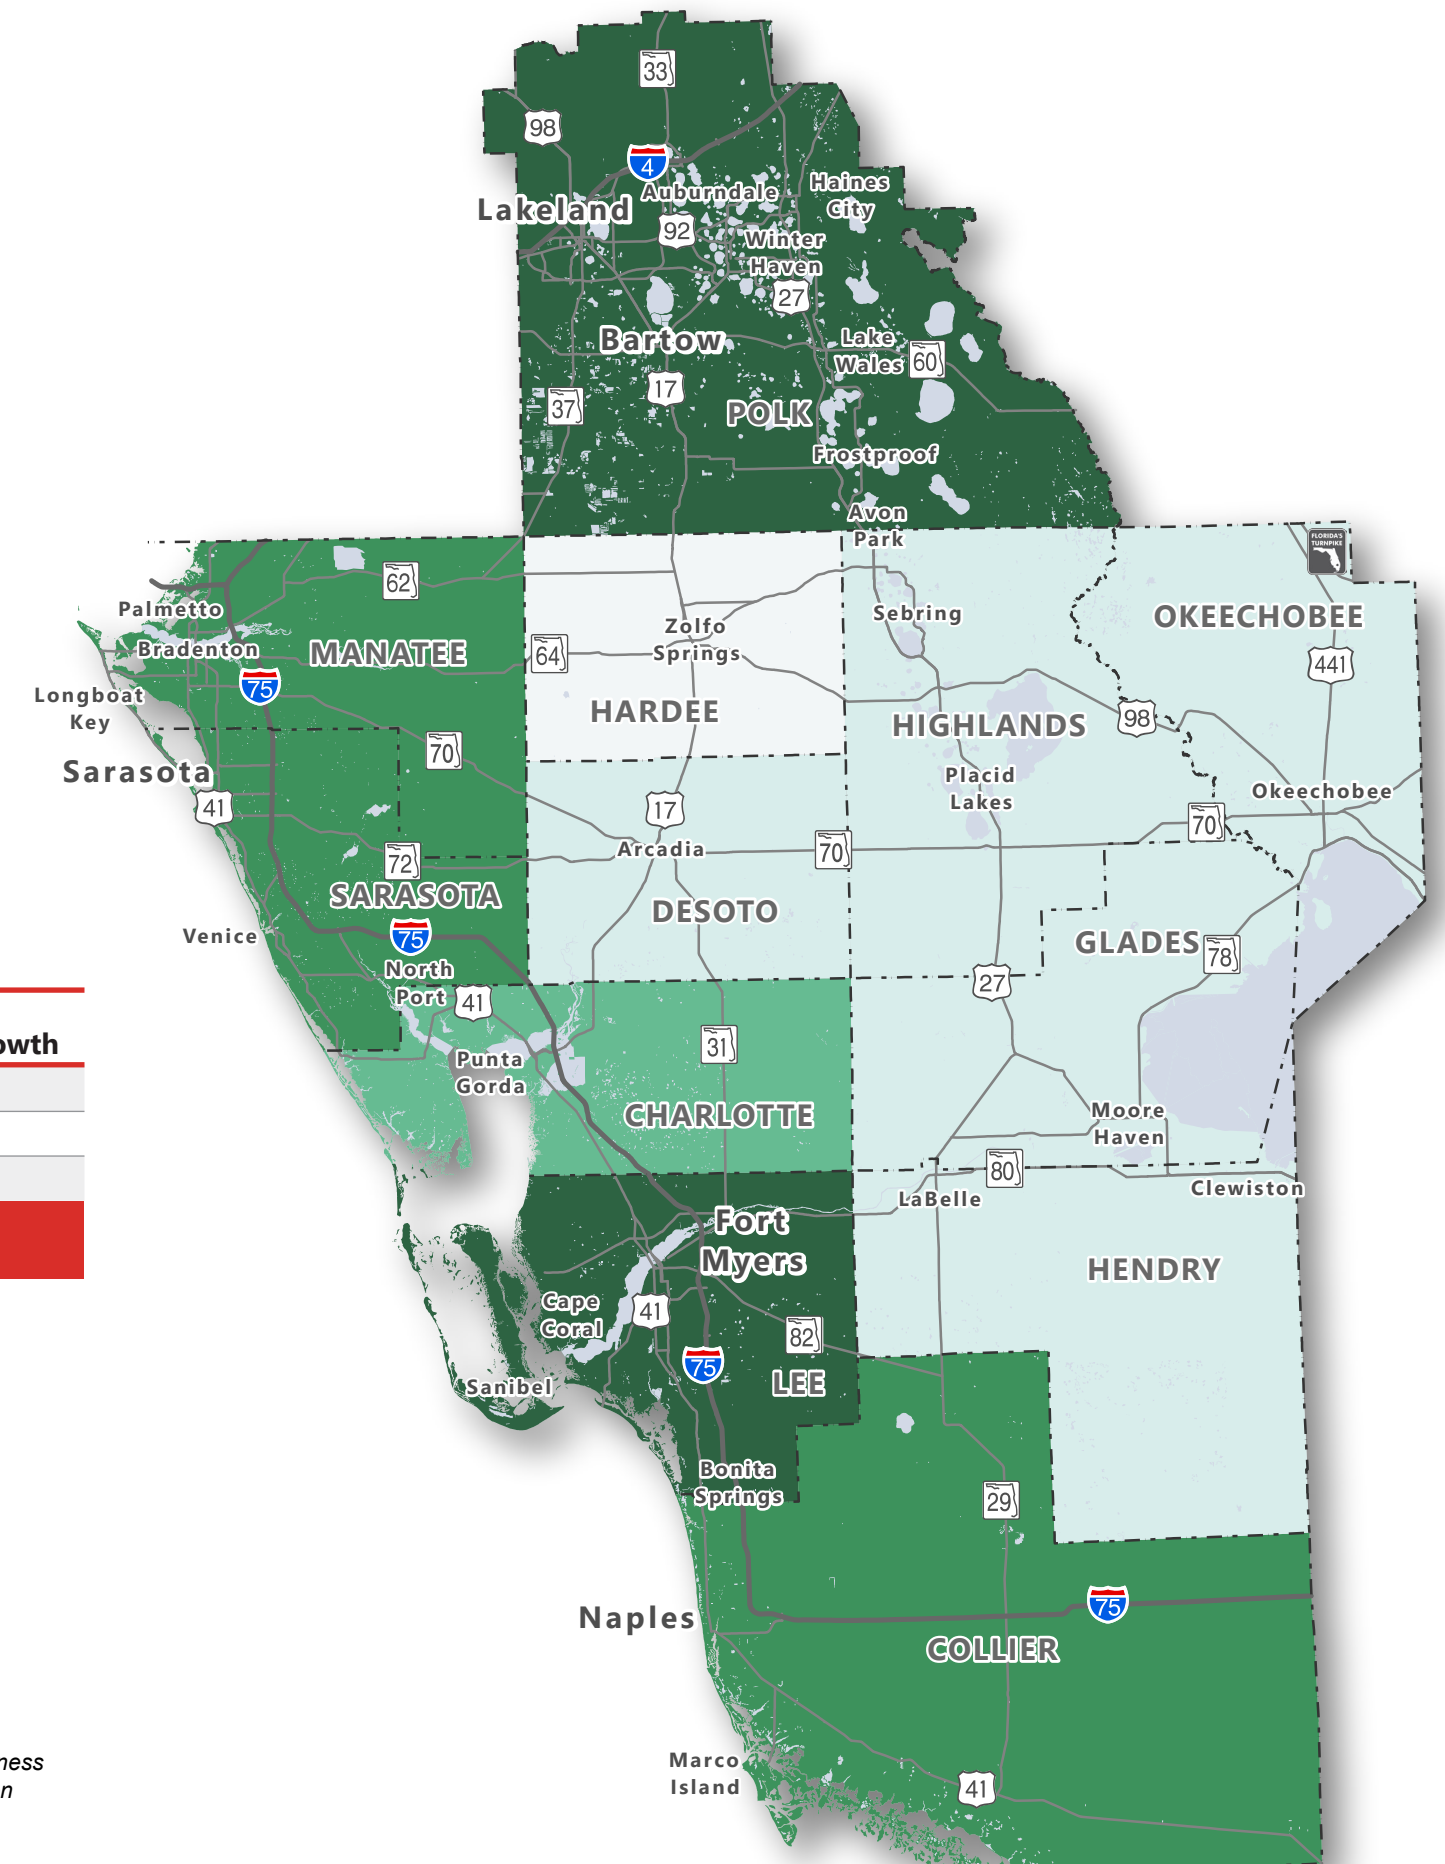 33
98
4
Auburndale
Haines
City
Lakeland
92
Winter
Haven
27
Bartow
Lake
Wales
60
17
37
POLK
Frostproof
Avon
Park
FLORIDA'S
TURNPIKE
62
Palmetto
Sebring
OKEECHOBEE
Zolfo
Springs
Bradenton
MANATEE
64
441
75
Longboat
Key
HARDEE
HIGHLANDS
98
70
Sarasota
Placid
Lakes
Okeechobee
41
17
70
Arcadia
70
72
SARASOTA
DESOTO
Venice
75
GLADES
78
North
Port
41
27
owth
31
Punta
Gorda
CHARLOTTE
Moore
Haven
80
LaBelle
Clewiston
Fort
Myers
HENDRY
Cape
Coral
41
82
75
LEE
Sanibel
Bonita
Springs
29
75
Naples
COLLIER
Marco
Island
41
ness
n